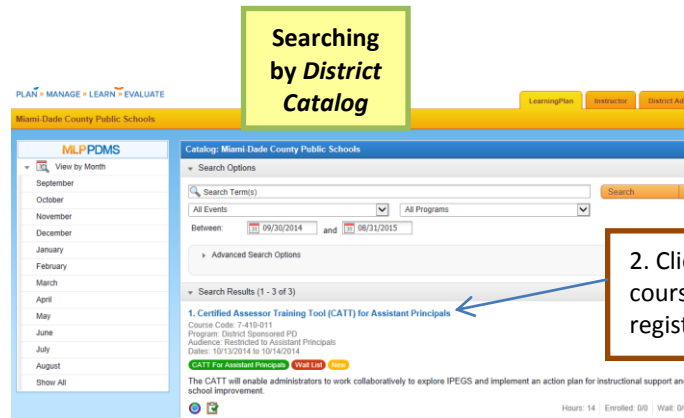 Searching
by District
Catalog
PLAN » MANAGE » LEARN » EVALUATE
LearningPlan
Instructor
District Ad
Miami-Dade County Public Schools
MLP PDMS
View by Month
September
October
November
December
January
February
March
April
May
June
July
August
Show All
Catalog: Miami-Dade County Public Schools
Search Options
Search Term(s)
Search
All Events
All Programs
Between: 09/30/2014 and 08/31/2015
Advanced Search Options
Search Results (1 - 3 of 3)
1. Certified Assessor Training Tool (CATT) for Assistant Principals
Course Code: 7-410-011
Program: District Sponsored PD
Audience: Restricted to Assistant Principals
Dates: 10/13/2014 to 10/14/2014
CATT For Assistant Principals Wait List New
The CATT will enable administrators to work collaboratively to explore IPEGS and implement an action plan for instructional support and
school improvement.
Hours: 14 | Enrolled: 0/0 | Wait: 0/
2. Cli
cours
regist